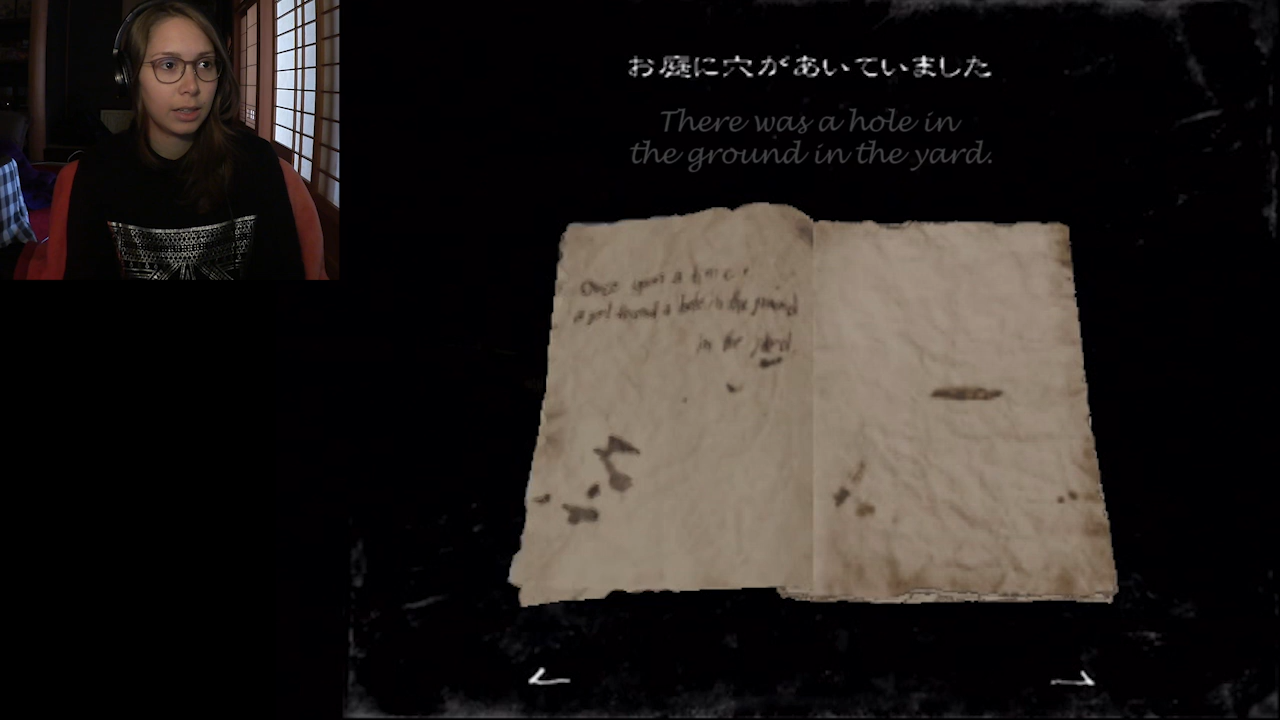 お庭に穴があいていました
There was a hole in
the ground in the yard.
Once upon a time,
a girl found a hole in the ground
in the yard.